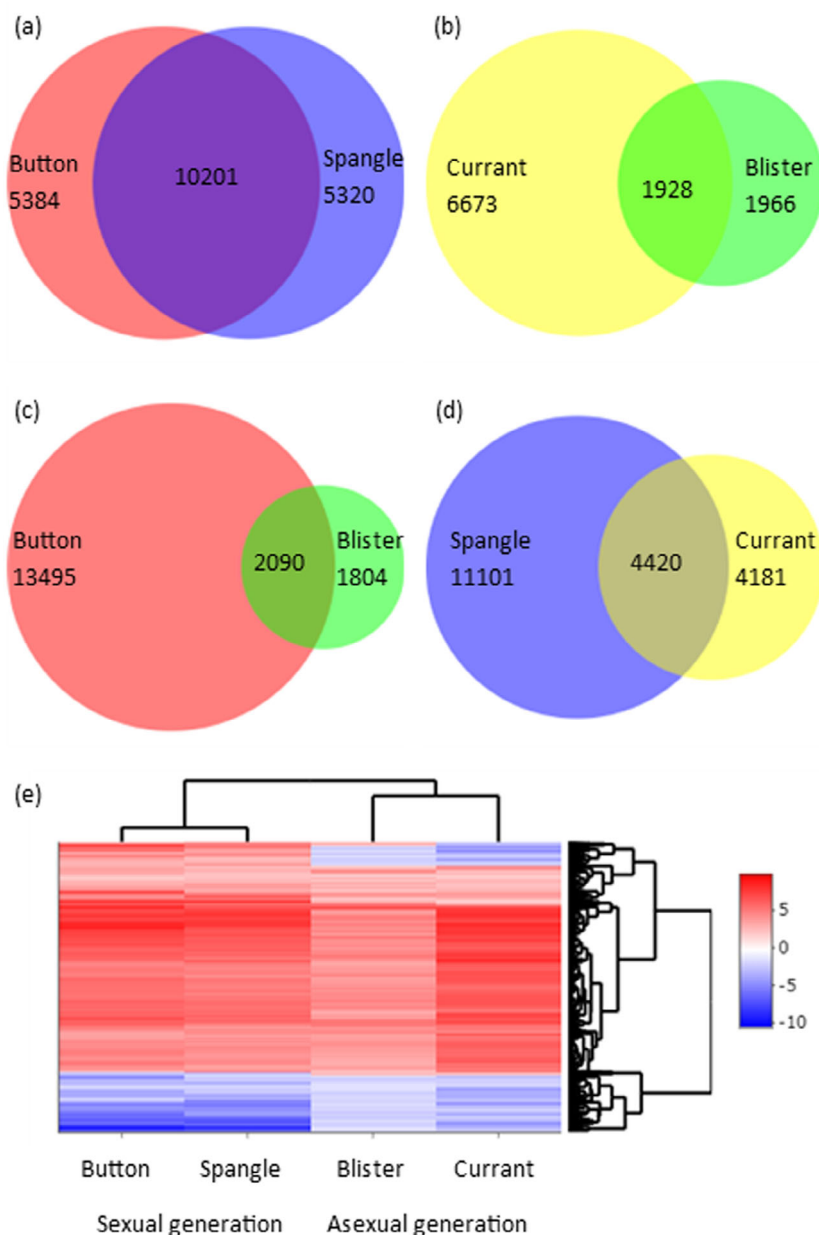 (a)
Button
5384
10201
Spangle
5320
(b)
Currant
6673
1928
Blister
1966
(c)
Button
13495
2090
Blister
1804
(d)
Spangle
11101
4420
Currant
4181
(e)
5
0
-5
-10
Button Spangle Blister Currant
Sexual generation Asexual generation